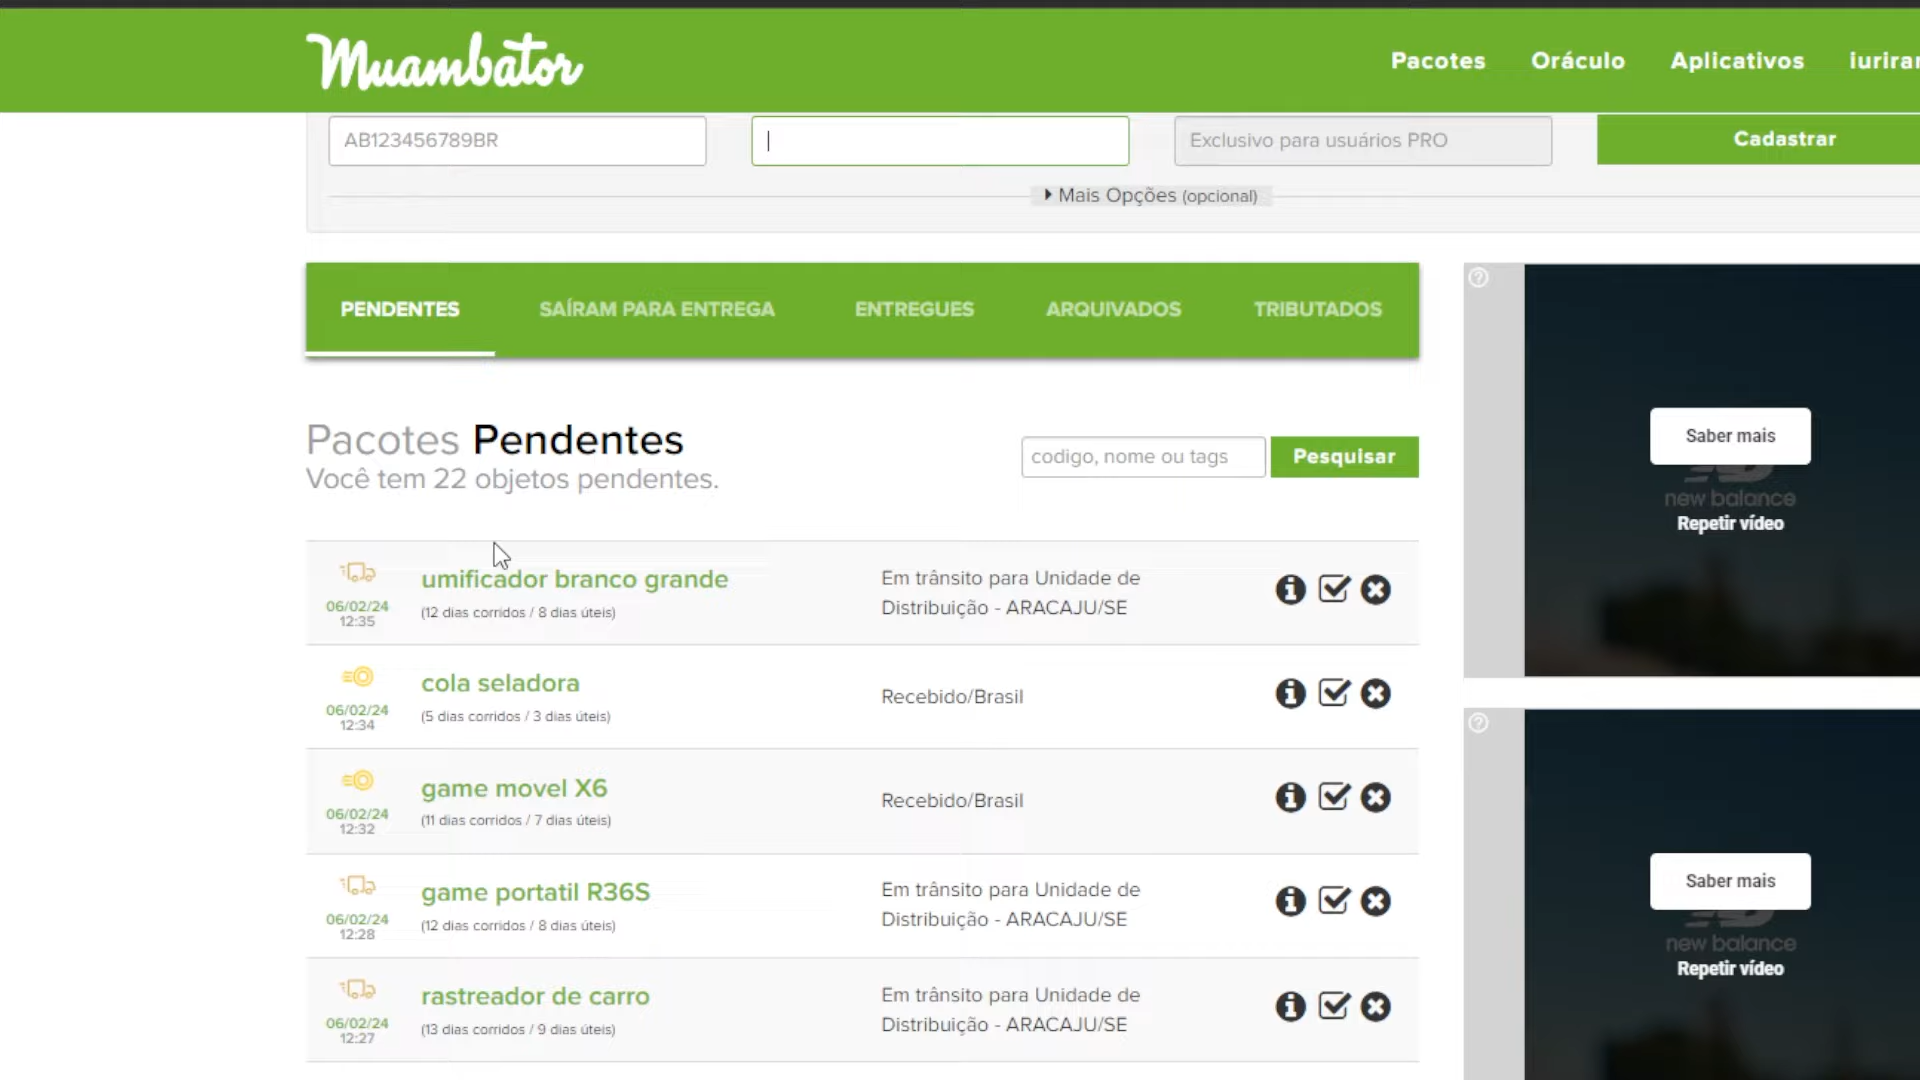 Muambator
Pacotes Oráculo Aplicativos
AB123456789BR
Exclusivo para usuários PRO
Cadastrar
Mais Opções (opcional)
PENDENTES SAÍRAM PARA ENTREGA ENTREGUES ARQUIVADOS TRIBUTADOS
Pacotes Pendentes
Você tem 22 objetos pendentes.
codigo, nome ou tags
Pesquisar
06/02/24
12:35
umificador branco grande
(12 dias corridos / 8 dias úteis)
Em trânsito para Unidade de
Distribuição - ARACAJU/SE
06/02/24
12:34
cola seladora
(5 dias corridos / 3 dias úteis)
Recebido/Brasil
06/02/24
12:32
game movel X6
(11 dias corridos / 7 dias úteis)
Recebido/Brasil
06/02/24
12:28
game portatil R36S
(12 dias corridos / 8 dias úteis)
Em trânsito para Unidade de
Distribuição - ARACAJU/SE
06/02/24
12:27
rastreador de carro
(13 dias corridos / 9 dias úteis)
Em trânsito para Unidade de
Distribuição - ARACAJU/SE
Saber mais
new balance
Repetir vídeo
Saber mais
new balance
Repetir vídeo